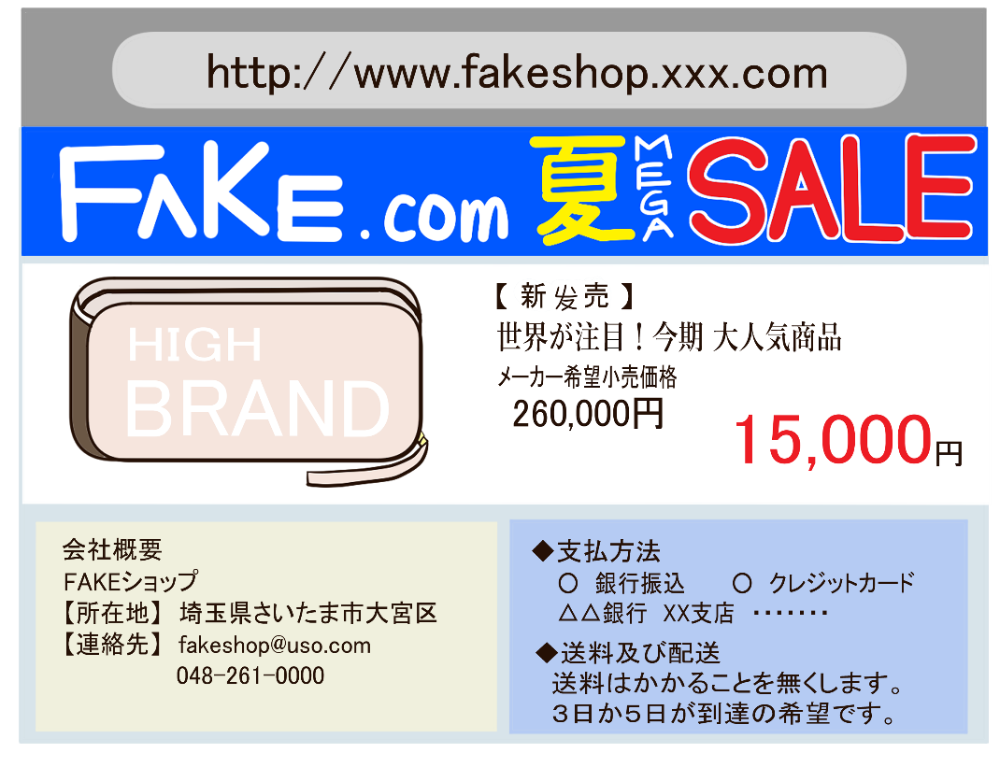 http://www.fakeshop.xxx.com
FAKE.com 夏 MEGA SALE
HIGH
BRAND
【 新 发 売 】
世界が注目！今期 大人気商品
メーカー希望小売価格
260,000円
15,000円
会社概要
FAKEショップ
【所在地】 埼玉県さいたま市大宮区
【連絡先】 fakeshop@uso.com
048-261-0000
◆支払方法
〇 銀行振込 〇 クレジットカード
△△銀行 XX支店 ・・・・・・・
◆送料及び配送
送料はかかることを無くします。
３日か５日が到達の希望です。